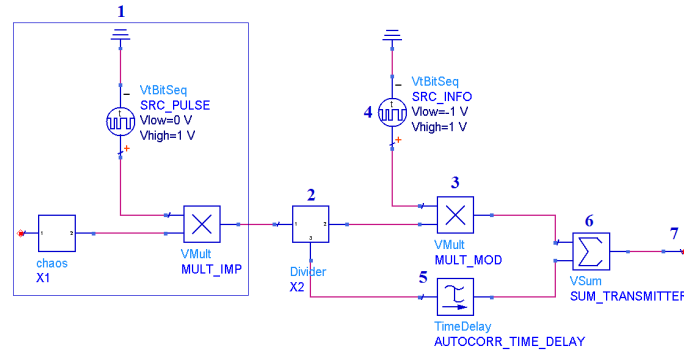 1
VtBitSeq
SRC_PULSE
Vlow=0 V
Vhigh=1 V
t
1
2
chaos
X1
VMult
MULT_IMP
2
1
2
3
Divider
X2
4
VtBitSeq
SRC_INFO
Vlow=-1 V
Vhigh=1 V
t
3
VMult
MULT_MOD
5
TimeDelay
AUTOCORR_TIME_DELAY
6
VSum
SUM_TRANSMITTER
7